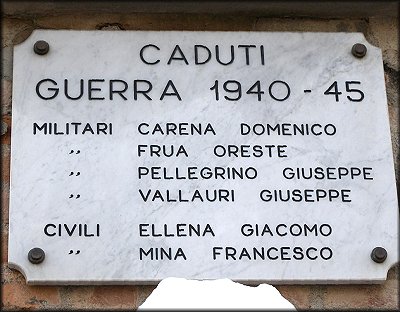 CADUTI
GUERRA 1940 - 45
MILITARI CARENA DOMENICO
" FRUA ORESTE
" PELLEGRINO GIUSEPPE
" VALLAURI GIUSEPPE
CIVILI ELLENA GIACOMO
" MINA FRANCESCO